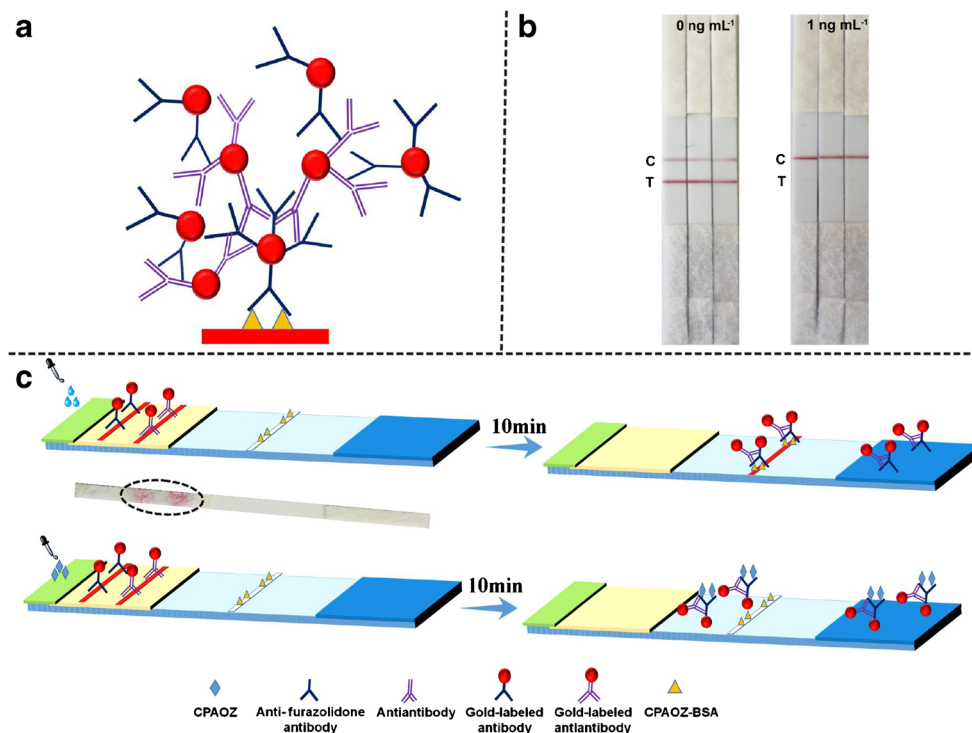 a
b
0 ng mL⁻¹
1 ng mL⁻¹
C
T
C
T
c
10min
10min
CPAOZ
Anti-furazolidone
antibody
Antiantibody
Gold-labeled
antibody
Gold-labeled
antiantibody
CPAOZ-BSA